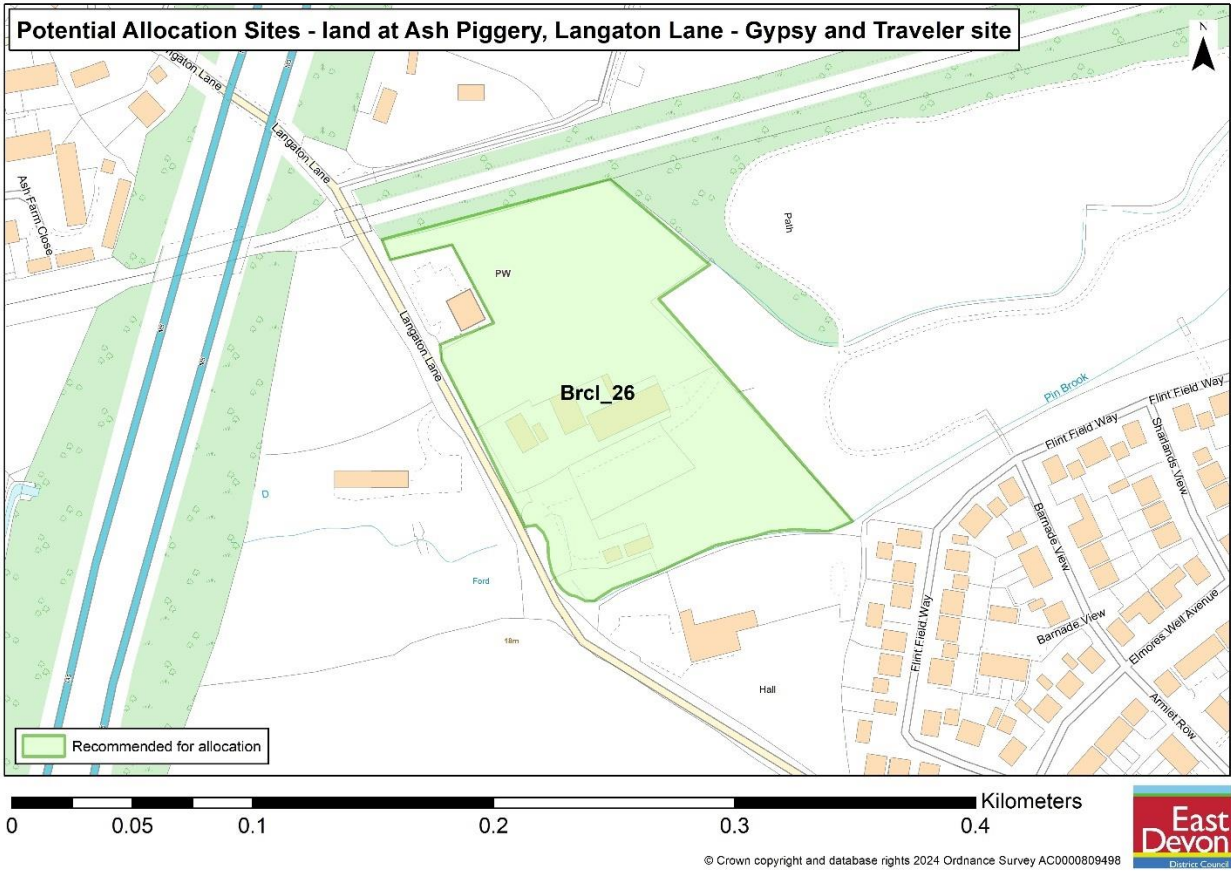 Potential Allocation Sites - land at Ash Piggery, Langaton Lane - Gypsy and Traveler site
N
Langaton Lane
Langaton Lane
Ash Farm Close
Path
PW
Langaton Lane
Brcl_26
Pin Brook
Flint Field Way
Flint Field Way
Sharlands View
Barnade View
D
Ford
18m
Flint Field Way
Barnade View
Elmores Well Avenue
Hall
Armlet Row
Recommended for allocation
Kilometers
0 0.05 0.1 0.2 0.3 0.4
East
Devon
District Council
© Crown copyright and database rights 2024 Ordnance Survey AC0000809498